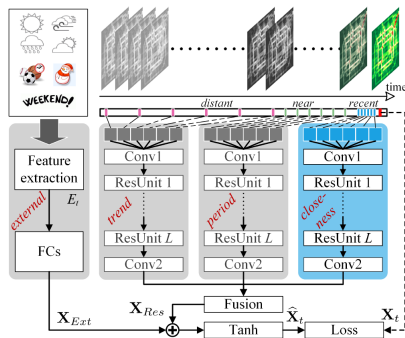 WEEKEND!
time
distant near recent
Feature
extraction
E_t
external
FCs
Conv1
ResUnit 1
trend
ResUnit L
Conv2
Conv1
ResUnit 1
period
ResUnit L
Conv2
Conv1
ResUnit 1
close-
ness
ResUnit L
Conv2
Fusion
X_Res
X_Ext
Tanh
X̂_t
Loss
X_t